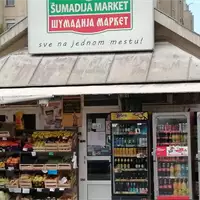 ŠUMADIJA MARKET
ШУМАДИЈА МАРКЕТ
sve na jednom mestu!